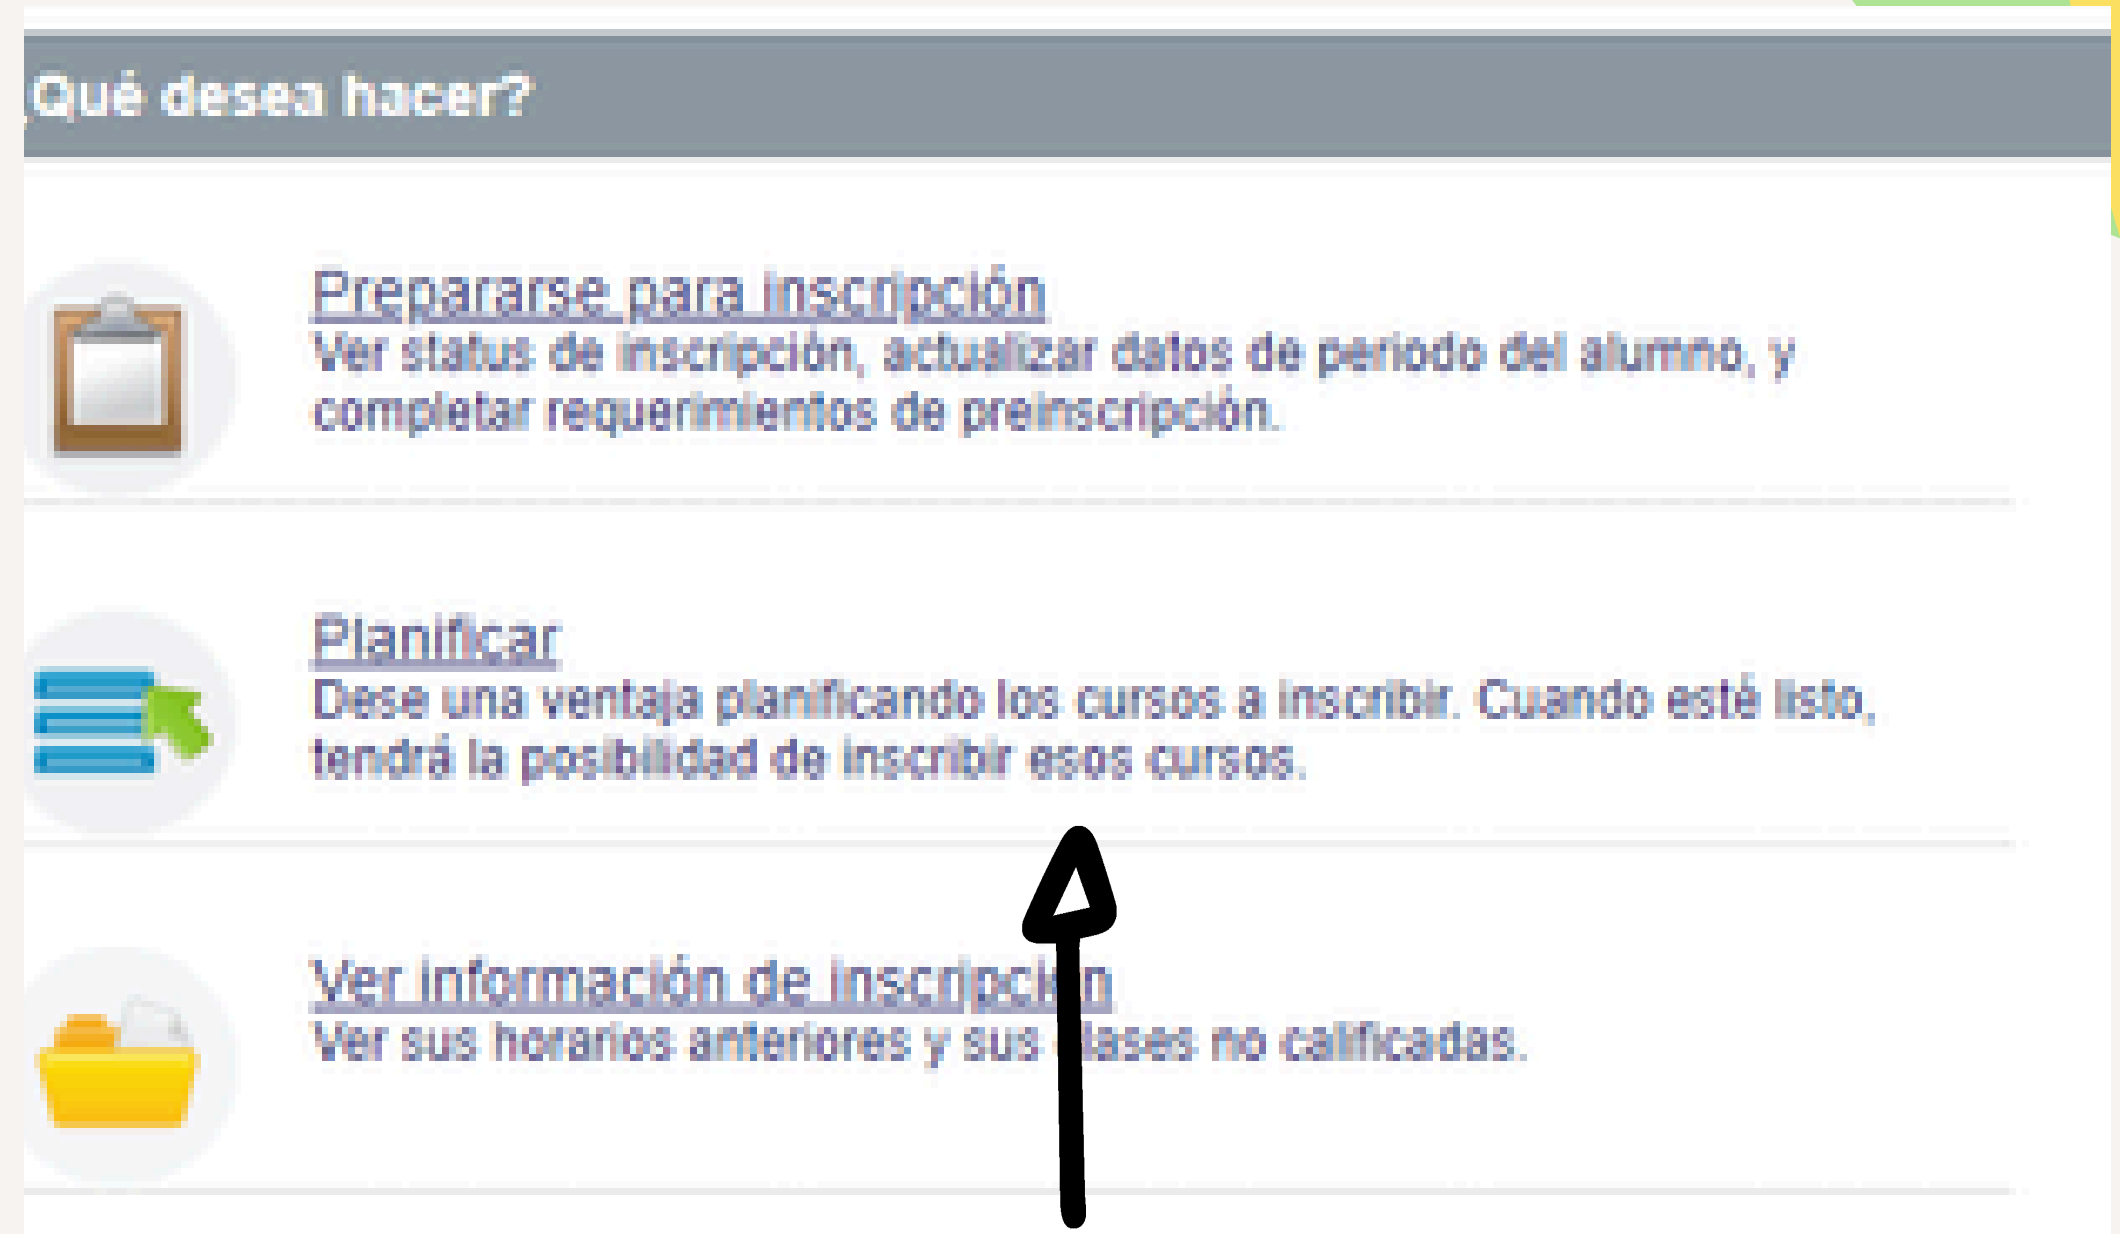 ¿Qué desea hacer?
Prepararse para inscripción
Ver status de inscripción, actualizar datos de periodo del alumno, y
completar requerimientos de preinscripción.
Planificar
Dese una ventaja planificando los cursos a inscribir. Cuando esté listo,
tendrá la posibilidad de inscribir esos cursos.
Ver información de inscripción
Ver sus horarios anteriores y sus clases no calificadas.